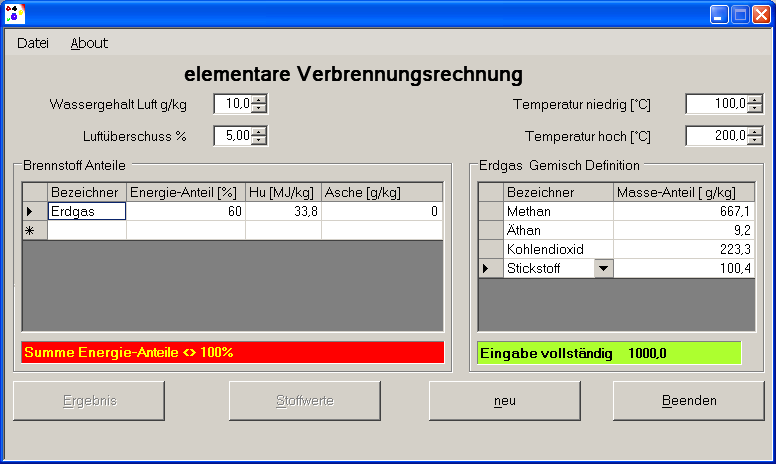 Datei About
elementare Verbrennungsrechnung
Wassergehalt Luft g/kg 10,0 Temperatur niedrig [°C] 100,0
Luftüberschuss % 5,00 Temperatur hoch [°C] 200,0
Brennstoff Anteile
Bezeichner Energie-Anteil [%] Hu [MJ/kg] Asche [g/kg]
Erdgas 60 33,8 0
Summe Energie-Anteile <> 100%
Erdgas Gemisch Definition
Bezeichner Masse-Anteil [ g/kg]
Methan 667,1
Äthan 9,2
Kohlendioxid 223,3
Stickstoff 100,4
Eingabe vollständig 1000,0
Ergebnis Stoffwerte neu Beenden